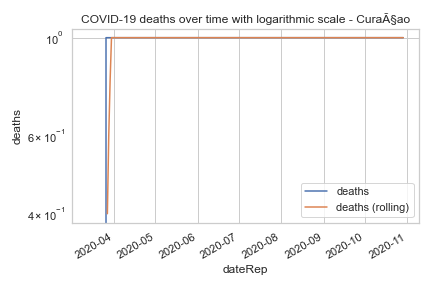 COVID-19 deaths over time with logarithmic scale - CuraÃ§ao
10⁰
6 × 10⁻¹
4 × 10⁻¹
deaths
deaths
deaths (rolling)
2020-04
2020-05
2020-06
2020-07
2020-08
2020-09
2020-10
2020-11
dateRep